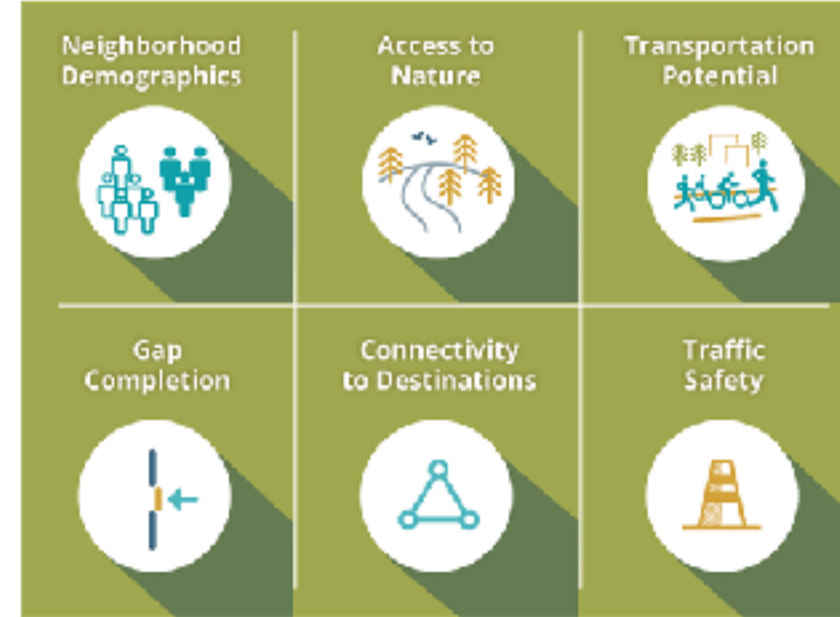 Neighborhood
Demographics
Access to
Nature
Transportation
Potential
Gap
Completion
Connectivity
to Destinations
Traffic
Safety